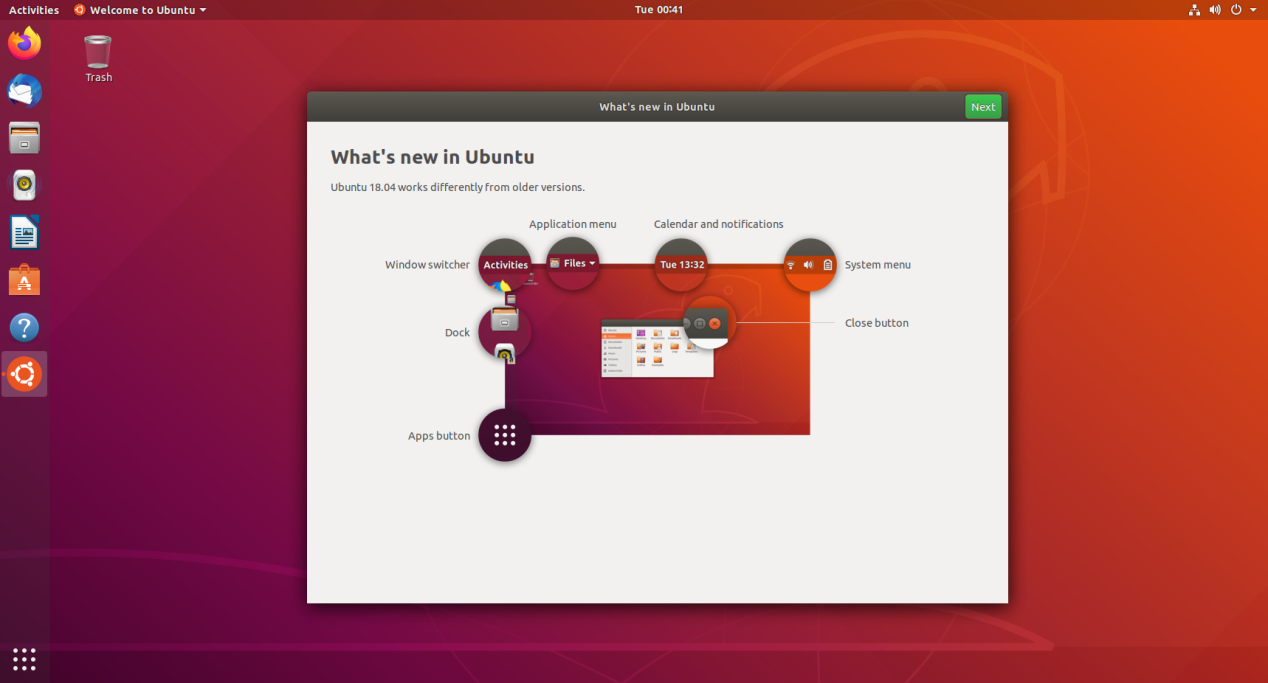 Activities Welcome to Ubuntu Tue 00:41
Trash
What's new in Ubuntu Next
What's new in Ubuntu
Ubuntu 18.04 works differently from older versions.
Application menu Calendar and notifications
Window switcher Activities Files Tue 13:32 System menu
Dock Close button
Apps button